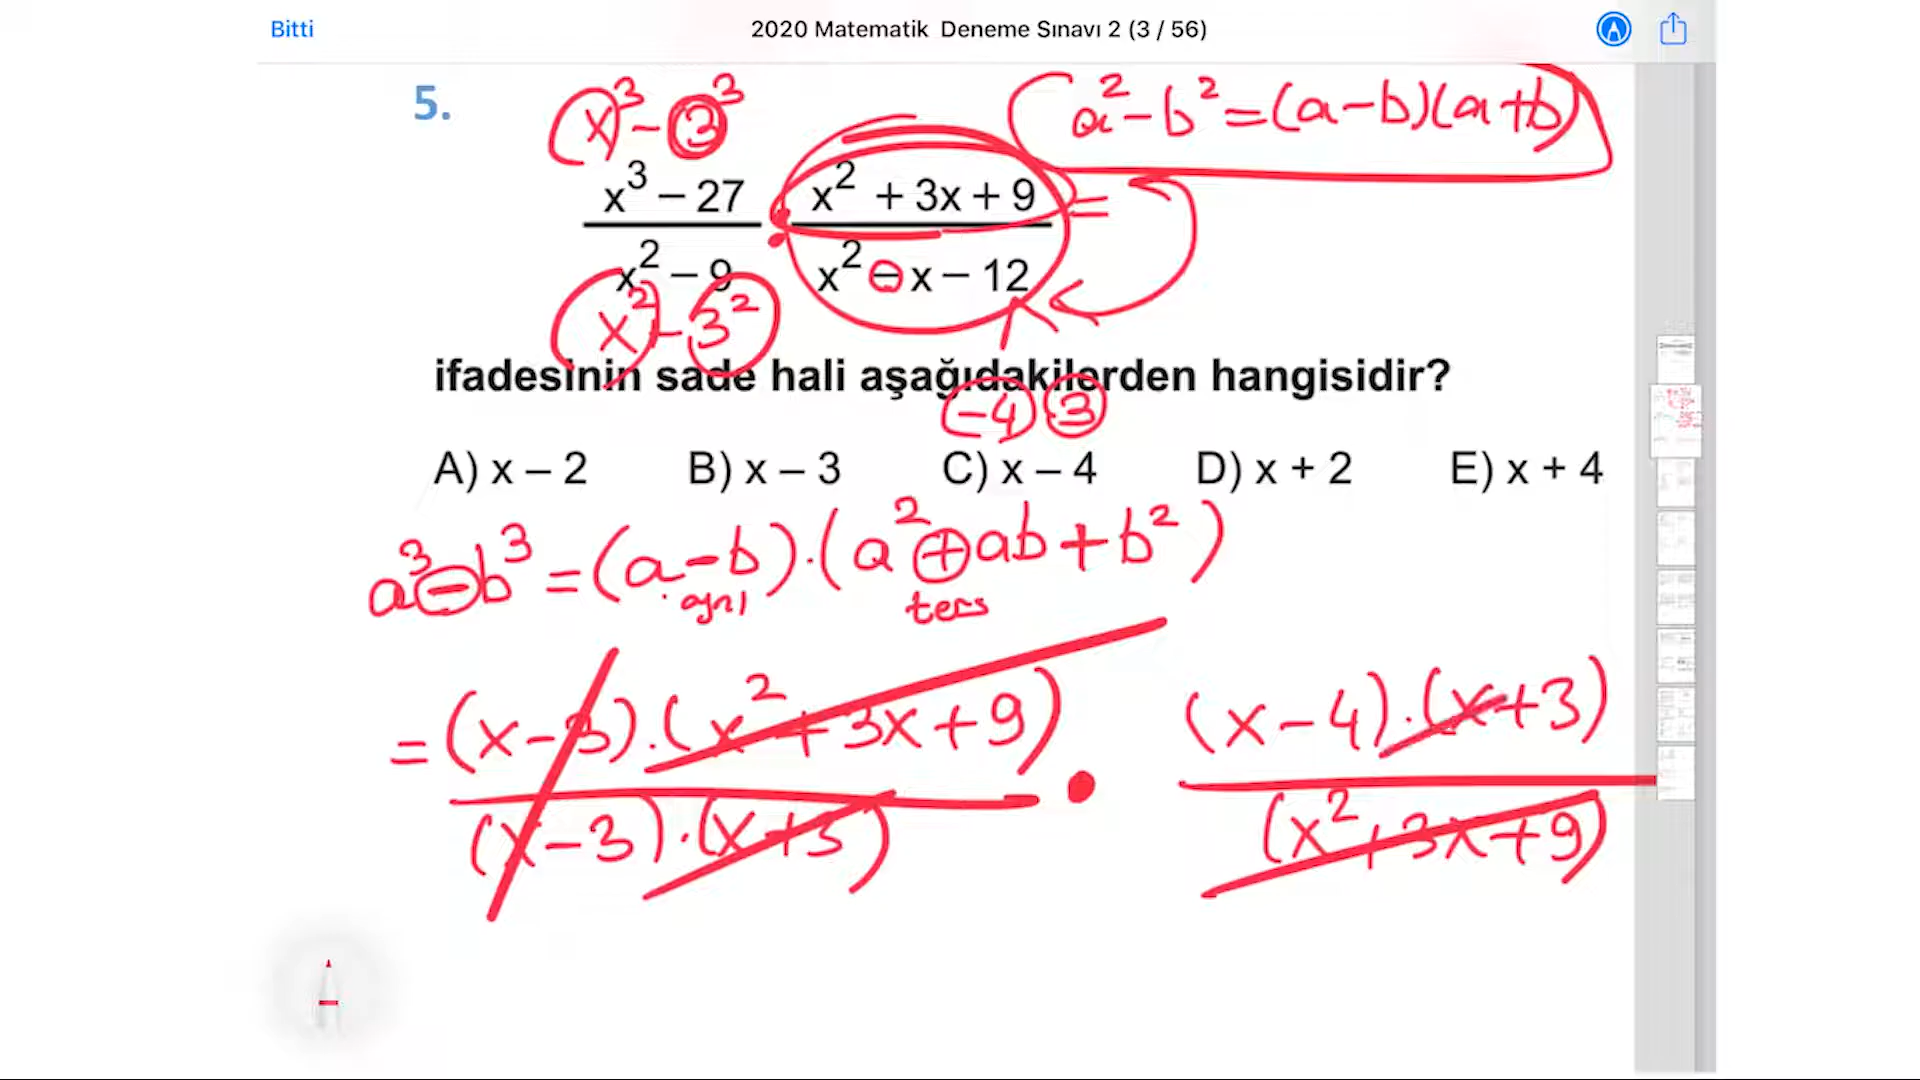 Bitti 2020 Matematik Deneme Sınavı 2 (3 / 56)
5.
x³ - 3³
a² - b² = (a-b)(a+b)
x³ – 27 : x² + 3x + 9 =
x² – 9 x² – x – 12
x² - 3²
ifadesinin sade hali aşağıdakilerden hangisidir?
-4 3
A) x – 2 B) x – 3 C) x – 4 D) x + 2 E) x + 4
a³ - b³ = (a-b).(a² + ab + b²)
aynı ters
= (x-3).(x²+3x+9) . (x-4).(x+3)
(x-3).(x+3) (x²+3x+9)